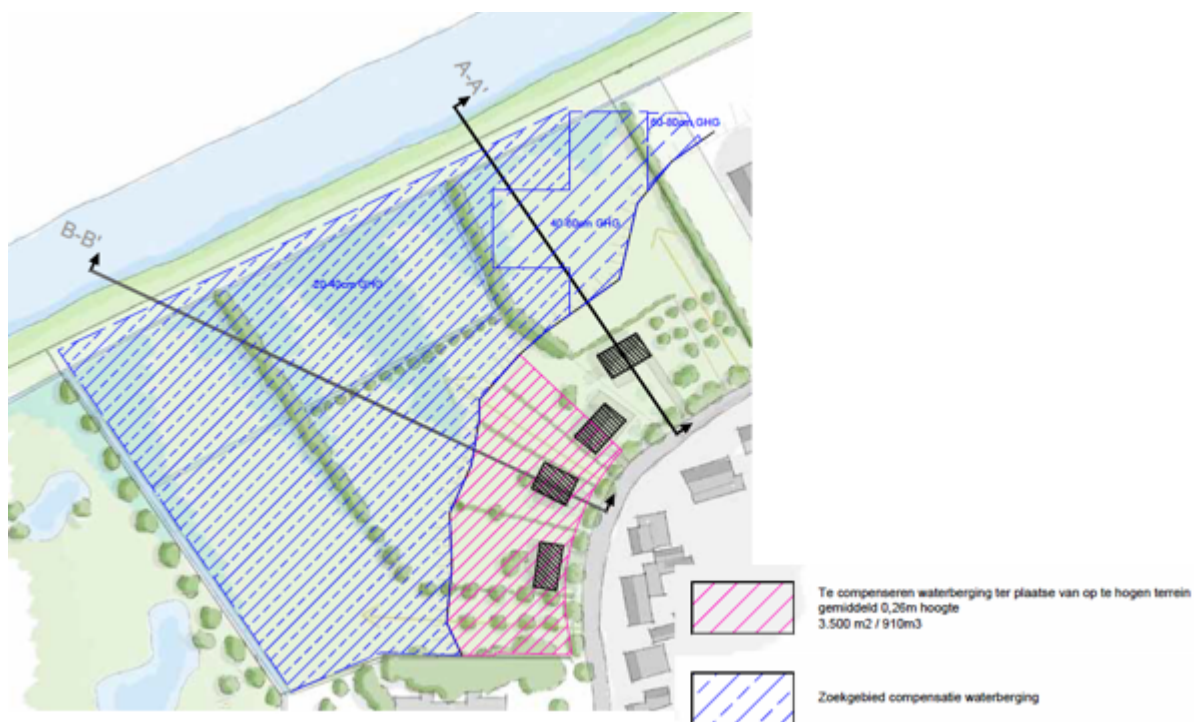 A-A'
60-80cm GHG
40-60cm GHG
B-B'
20-40cm GHG
Te compenseren waterberging ter plaatse van op te hogen terrein
gemiddeld 0,26m hoogte
3.500 m2 / 910m3
Zoekgebied compensatie waterberging